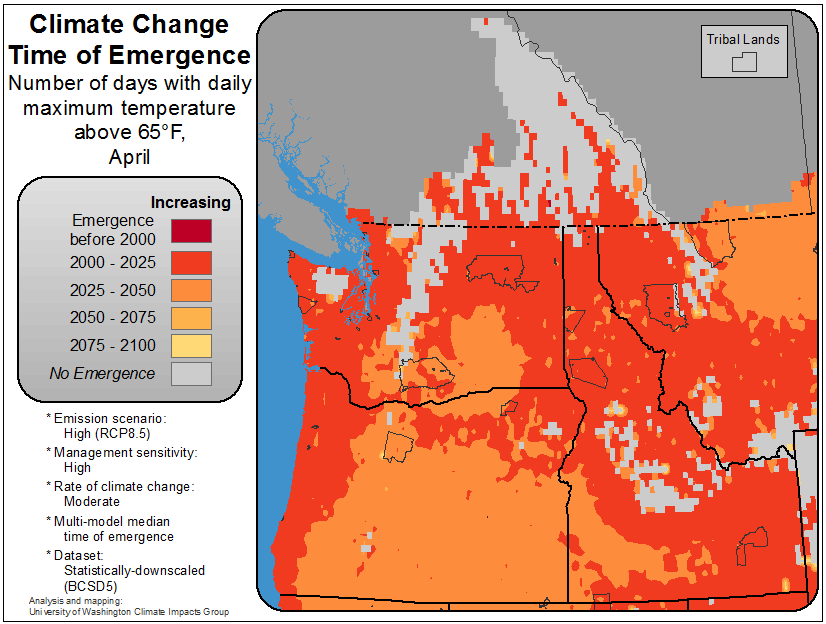 Climate Change
Time of Emergence
Number of days with daily
maximum temperature
above 65°F,
April
Tribal Lands
Increasing
Emergence
before 2000
2000 - 2025
2025 - 2050
2050 - 2075
2075 - 2100
No Emergence
* Emission scenario:
High (RCP8.5)
* Management sensitivity:
High
* Rate of climate change:
Moderate
* Multi-model median
time of emergence
* Dataset:
Statistically-downscaled
(BCSD5)
Analysis and mapping:
University of Washington Climate Impacts Group